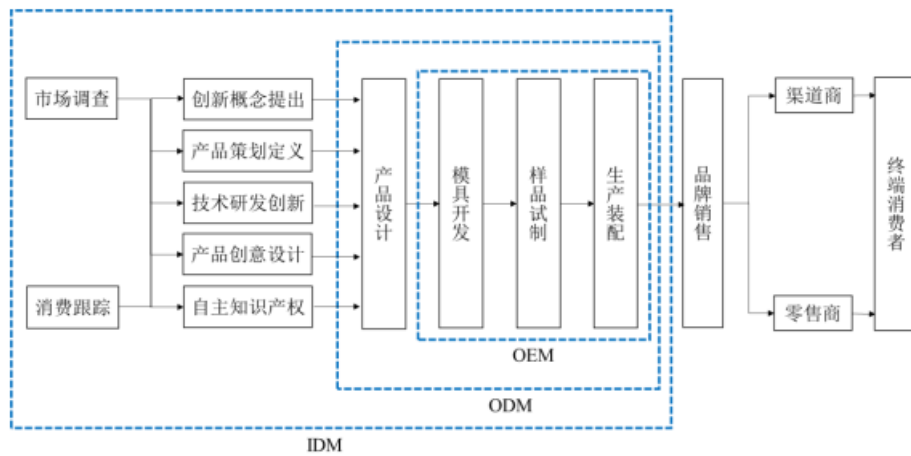 市场调查
消费跟踪
创新概念提出
产品策划定义
技术研发创新
产品创意设计
自主知识产权
产品设计
模具开发
样品试制
生产装配
品牌销售
渠道商
零售商
终端消费者
OEM
ODM
IDM